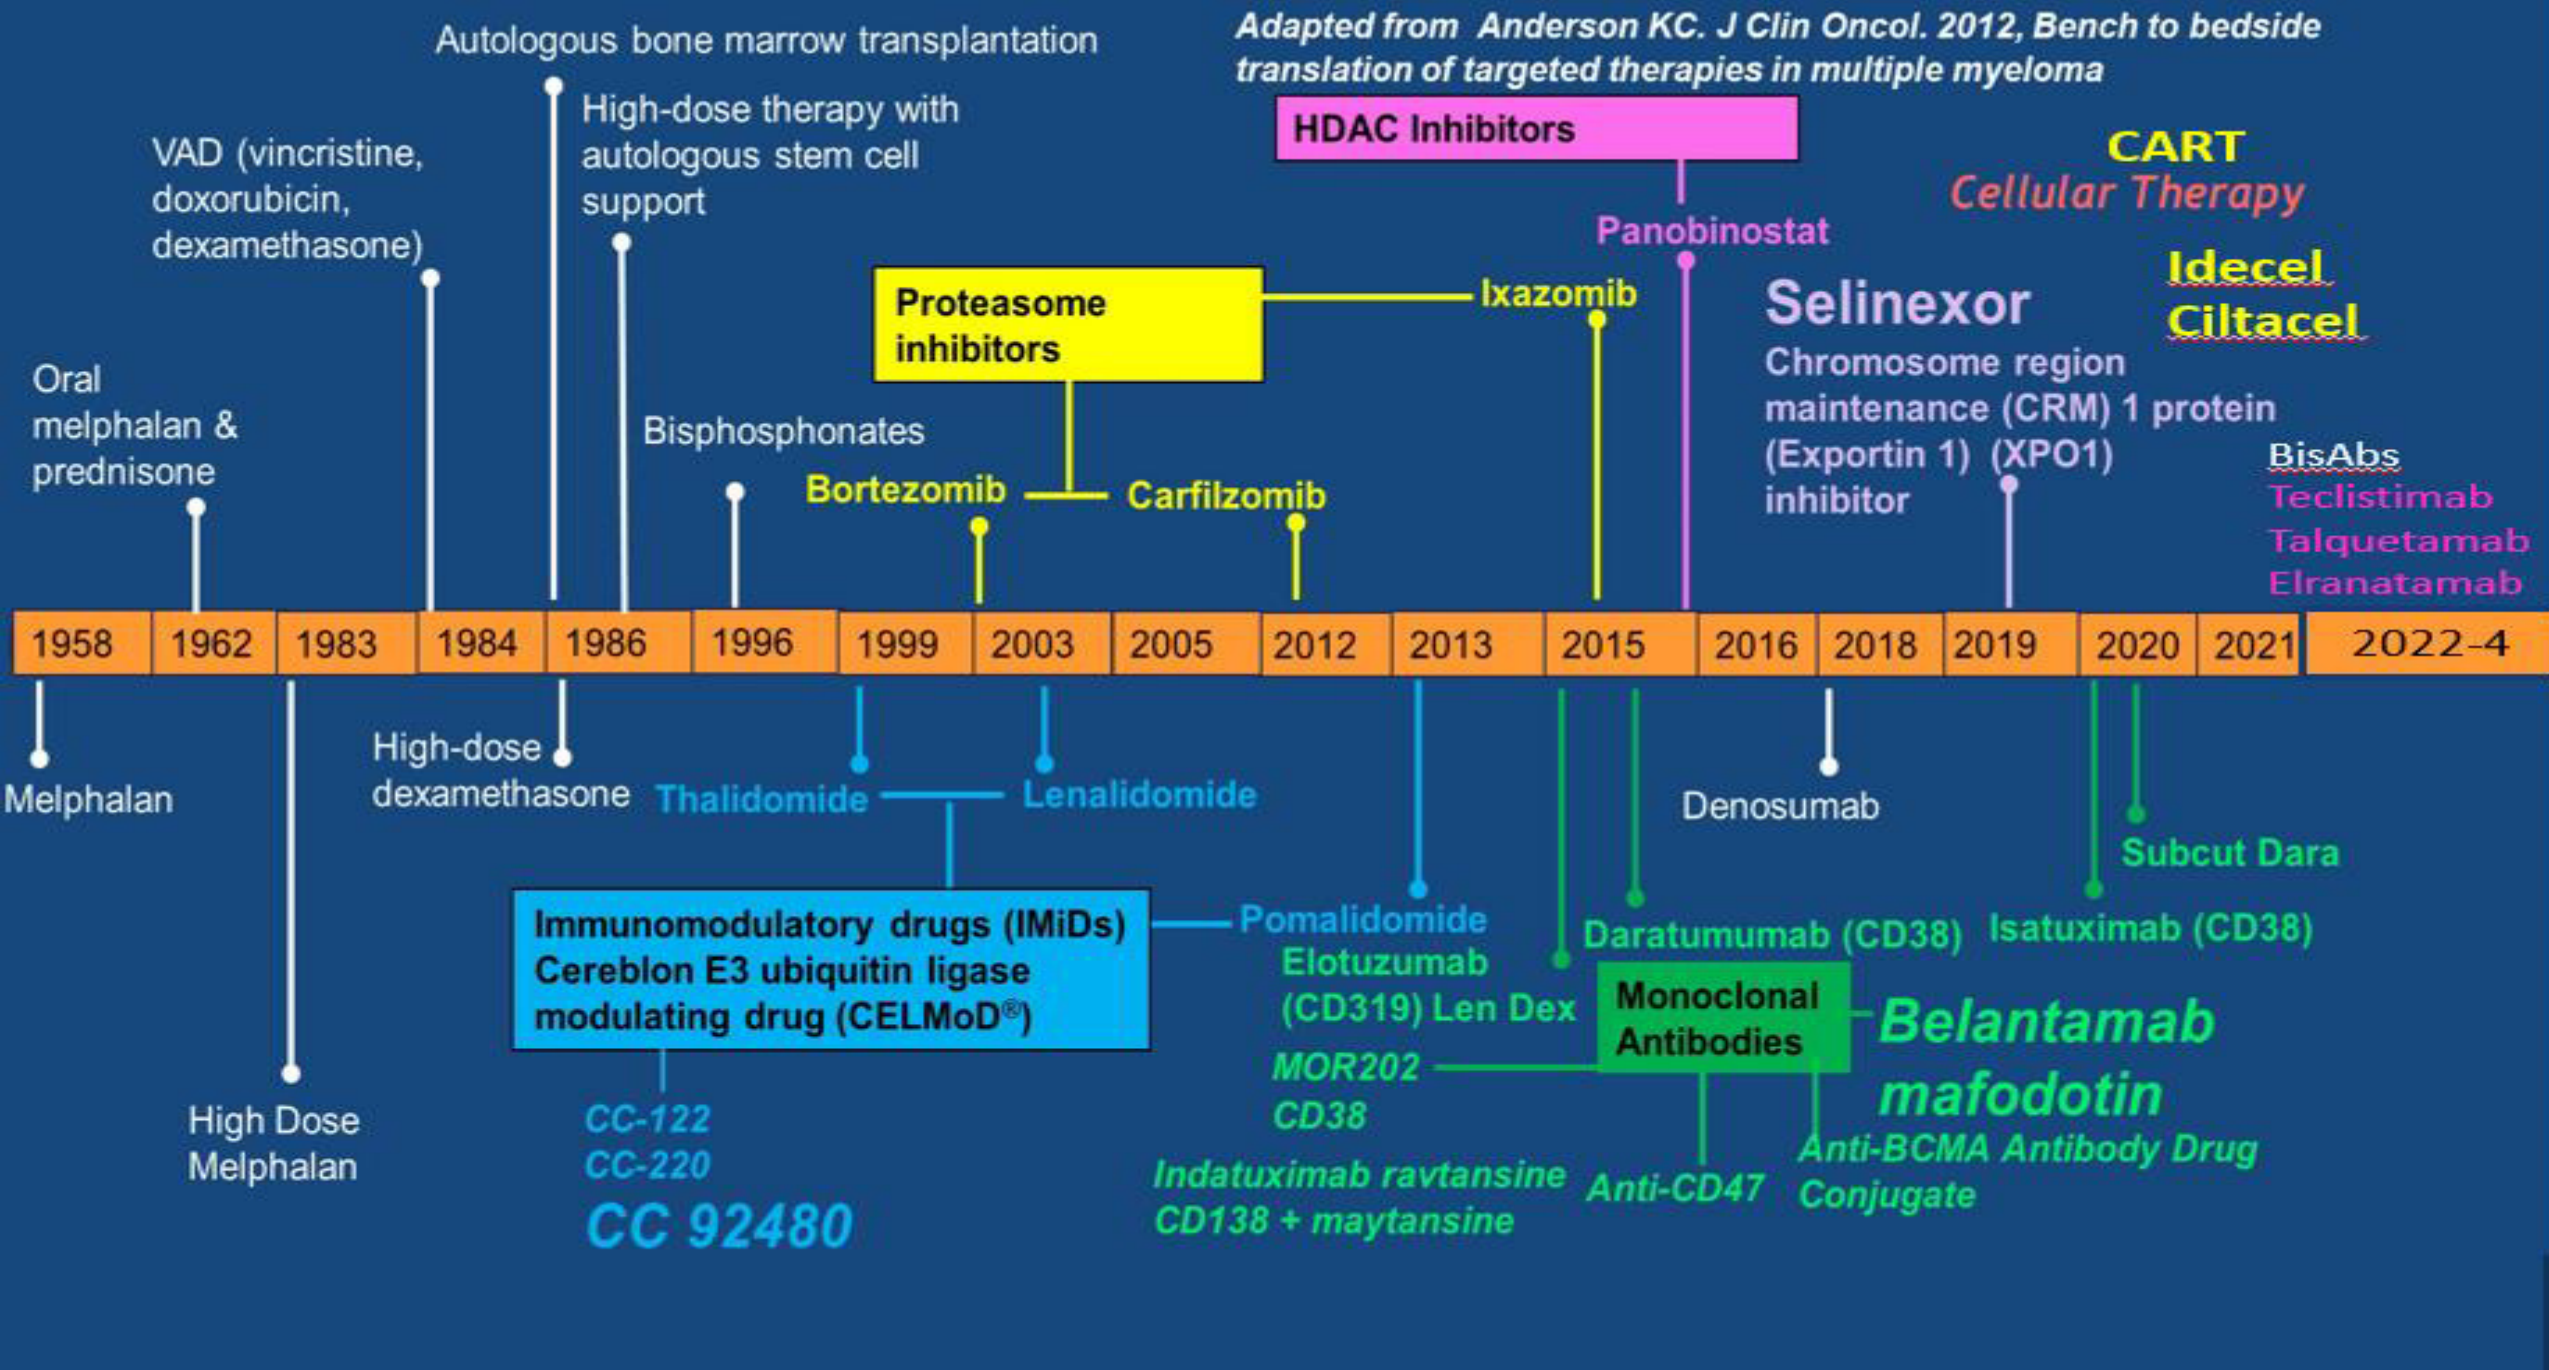 Adapted from Anderson KC. J Clin Oncol. 2012, Bench to bedside
translation of targeted therapies in multiple myeloma
Autologous bone marrow transplantation
High-dose therapy with
autologous stem cell
support
VAD (vincristine,
doxorubicin,
dexamethasone)
Oral
melphalan &
prednisone
Bisphosphonates
HDAC Inhibitors
Panobinostat
Proteasome
inhibitors
Ixazomib
Bortezomib
Carfilzomib
CART
Cellular Therapy
Idecel
Ciltacel
Selinexor
Chromosome region
maintenance (CRM) 1 protein
(Exportin 1) (XPO1)
inhibitor
BisAbs
Teclistimab
Talquetamab
Elranatamab
1958 1962 1983 1984 1986 1996 1999 2003 2005 2012 2013 2015 2016 2018 2019 2020 2021 2022-4
Melphalan
High Dose
Melphalan
High-dose
dexamethasone
Thalidomide
Lenalidomide
Immunomodulatory drugs (IMiDs)
Cereblon E3 ubiquitin ligase
modulating drug (CELMoD®)
Pomalidomide
CC-122
CC-220
CC 92480
Elotuzumab
(CD319) Len Dex
Daratumumab (CD38)
Isatuximab (CD38)
Denosumab
Subcut Dara
Monoclonal
Antibodies
MOR202
CD38
Indatuximab ravtansine
CD138 + maytansine
Anti-CD47
Belantamab
mafodotin
Anti-BCMA Antibody Drug
Conjugate